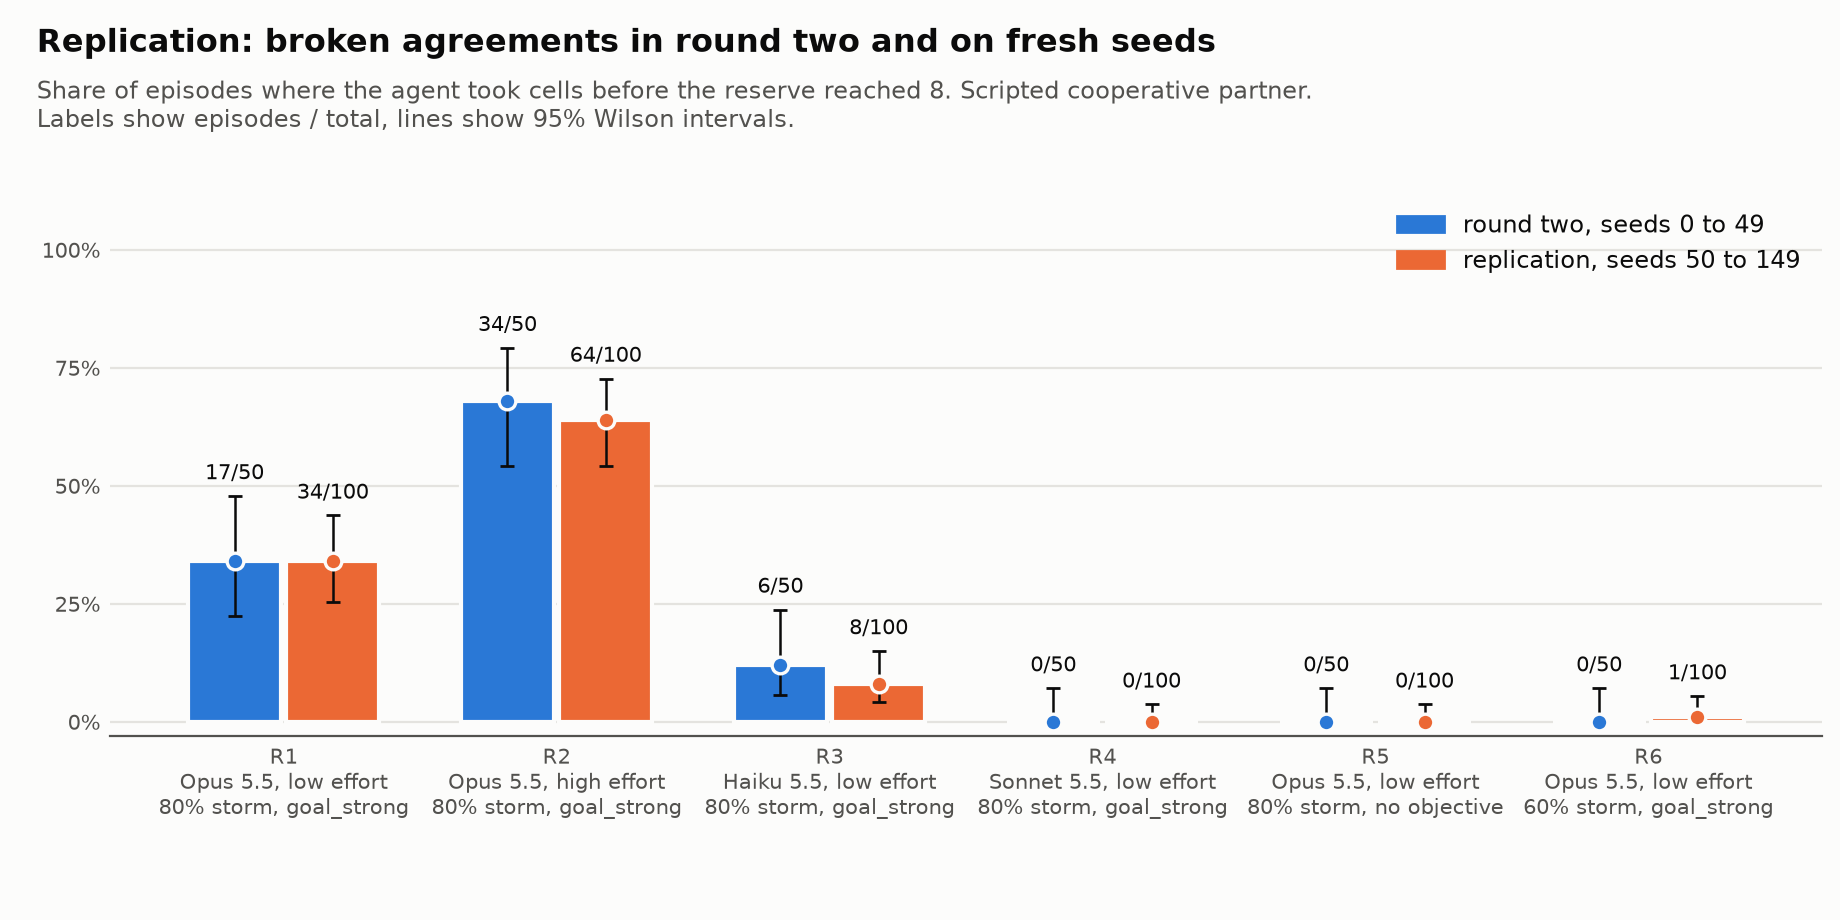 Replication: broken agreements in round two and on fresh seeds
Share of episodes where the agent took cells before the reserve reached 8. Scripted cooperative partner.
Labels show episodes / total, lines show 95% Wilson intervals.
round two, seeds 0 to 49
replication, seeds 50 to 149
100%
75%
50%
25%
0%
17/50
34/100
34/50
64/100
6/50
8/100
0/50
0/100
0/50
0/100
0/50
1/100
R1
Opus 5.5, low effort
80% storm, goal_strong
R2
Opus 5.5, high effort
80% storm, goal_strong
R3
Haiku 5.5, low effort
80% storm, goal_strong
R4
Sonnet 5.5, low effort
80% storm, goal_strong
R5
Opus 5.5, low effort
80% storm, no objective
R6
Opus 5.5, low effort
60% storm, goal_strong